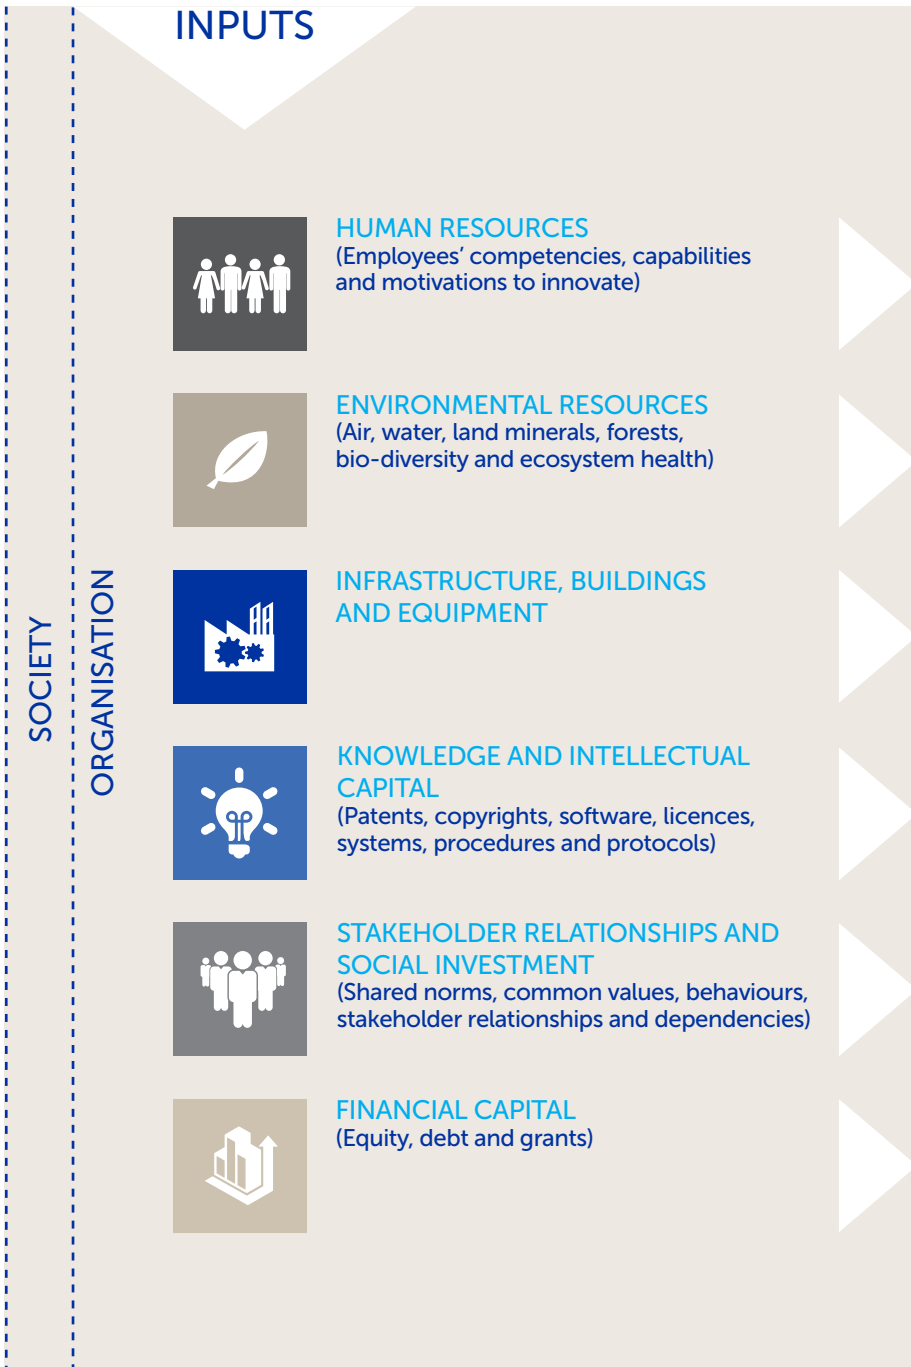 INPUTS
SOCIETY
ORGANISATION
HUMAN RESOURCES
(Employees’ competencies, capabilities
and motivations to innovate)
ENVIRONMENTAL RESOURCES
(Air, water, land minerals, forests,
bio-diversity and ecosystem health)
INFRASTRUCTURE, BUILDINGS
AND EQUIPMENT
KNOWLEDGE AND INTELLECTUAL
CAPITAL
(Patents, copyrights, software, licences,
systems, procedures and protocols)
STAKEHOLDER RELATIONSHIPS AND
SOCIAL INVESTMENT
(Shared norms, common values, behaviours,
stakeholder relationships and dependencies)
FINANCIAL CAPITAL
(Equity, debt and grants)